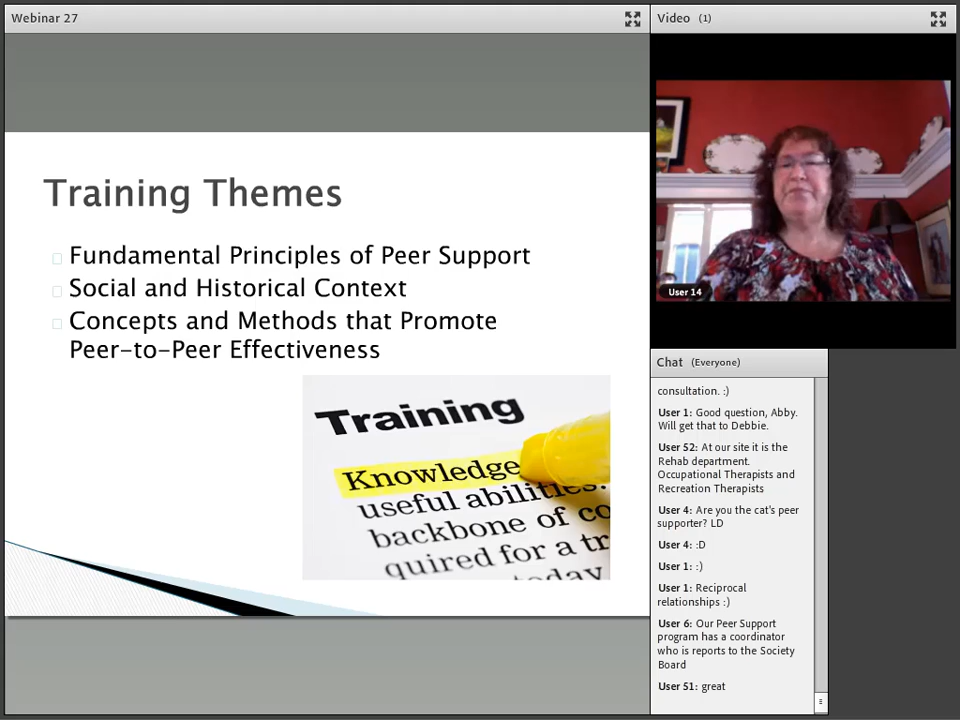 Webinar 27
Training Themes
Fundamental Principles of Peer Support
Social and Historical Context
Concepts and Methods that Promote
Peer-to-Peer Effectiveness
Training
Knowledge
useful abilities.
backbone of co
quired for a tr
today
Video (1)
User 14
Chat (Everyone)
consultation. :)
User 1: Good question, Abby.
Will get that to Debbie.
User 52: At our site it is the
Rehab department.
Occupational Therapists and
Recreation Therapists
User 4: Are you the cat's peer
supporter? LD
User 4: :D
User 1: :)
User 1: Reciprocal
relationships :)
User 6: Our Peer Support
program has a coordinator
who is reports to the Society
Board
User 51: great